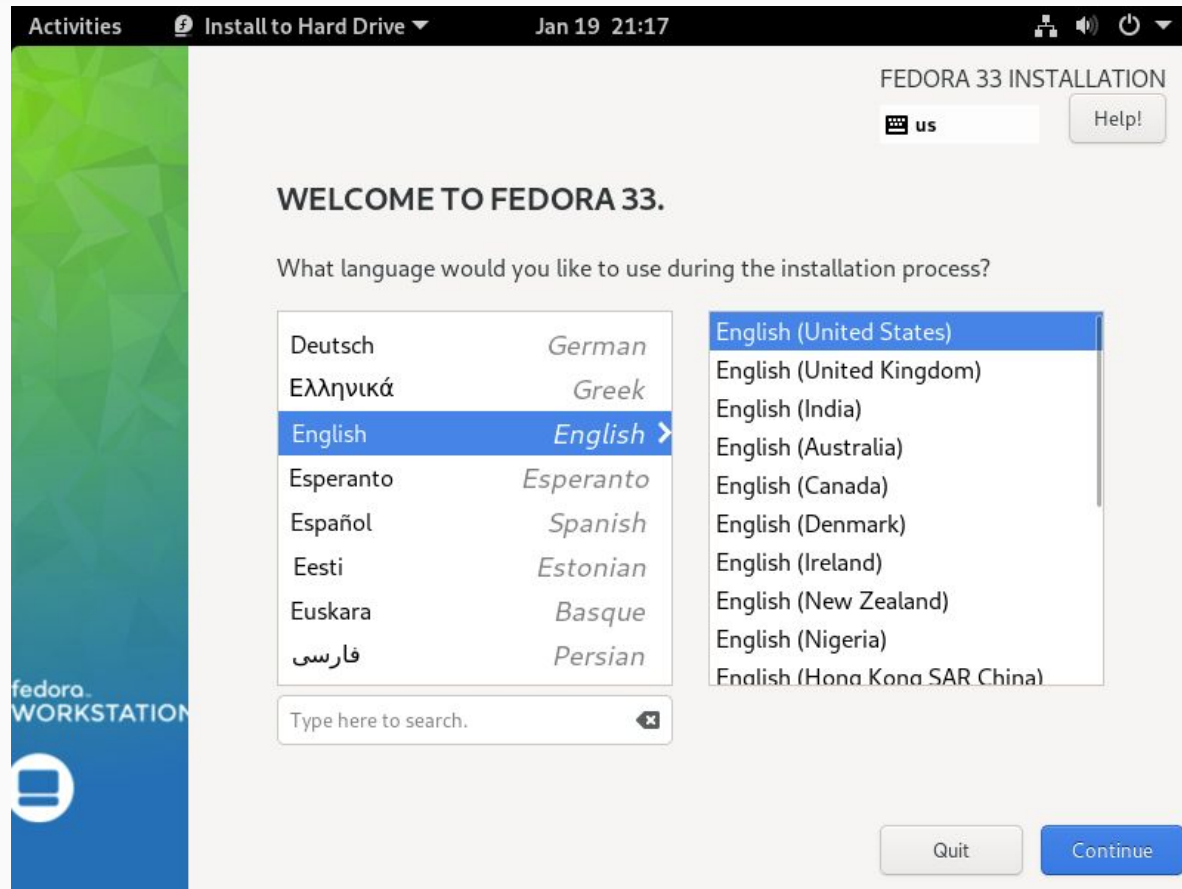 Activities Install to Hard Drive Jan 19 21:17
FEDORA 33 INSTALLATION
us Help!
WELCOME TO FEDORA 33.
What language would you like to use during the installation process?
Deutsch German
Ελληνικά Greek
English English
Esperanto Esperanto
Español Spanish
Eesti Estonian
Euskara Basque
فارسی Persian
Type here to search.
English (United States)
English (United Kingdom)
English (India)
English (Australia)
English (Canada)
English (Denmark)
English (Ireland)
English (New Zealand)
English (Nigeria)
English (Hong Kong SAR China)
fedora.
WORKSTATION
Quit Continue